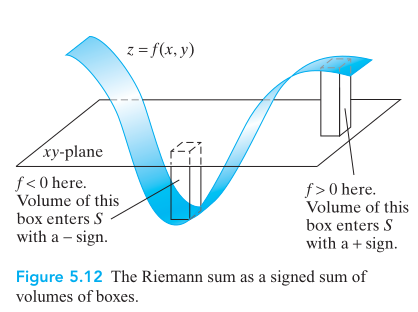 z = f(x, y)
xy-plane
f < 0 here.
Volume of this
box enters S
with a – sign.
f > 0 here.
Volume of this
box enters S
with a + sign.
Figure 5.12 The Riemann sum as a signed sum of
volumes of boxes.